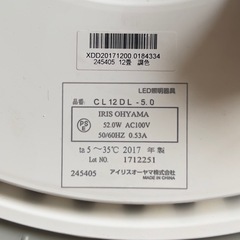 XDD20171200 0184334
245405 12畳 調色
LED照明器具
品番: CL12DL-5.0
PS
E
IRIS OHYAMA
52.0W AC100V
50/60HZ 0.53A
ta 5～35℃ 2017 年製
Lot NO. 1712251
245405 アイリスオーヤマ株式会社
MADE IN CHINA